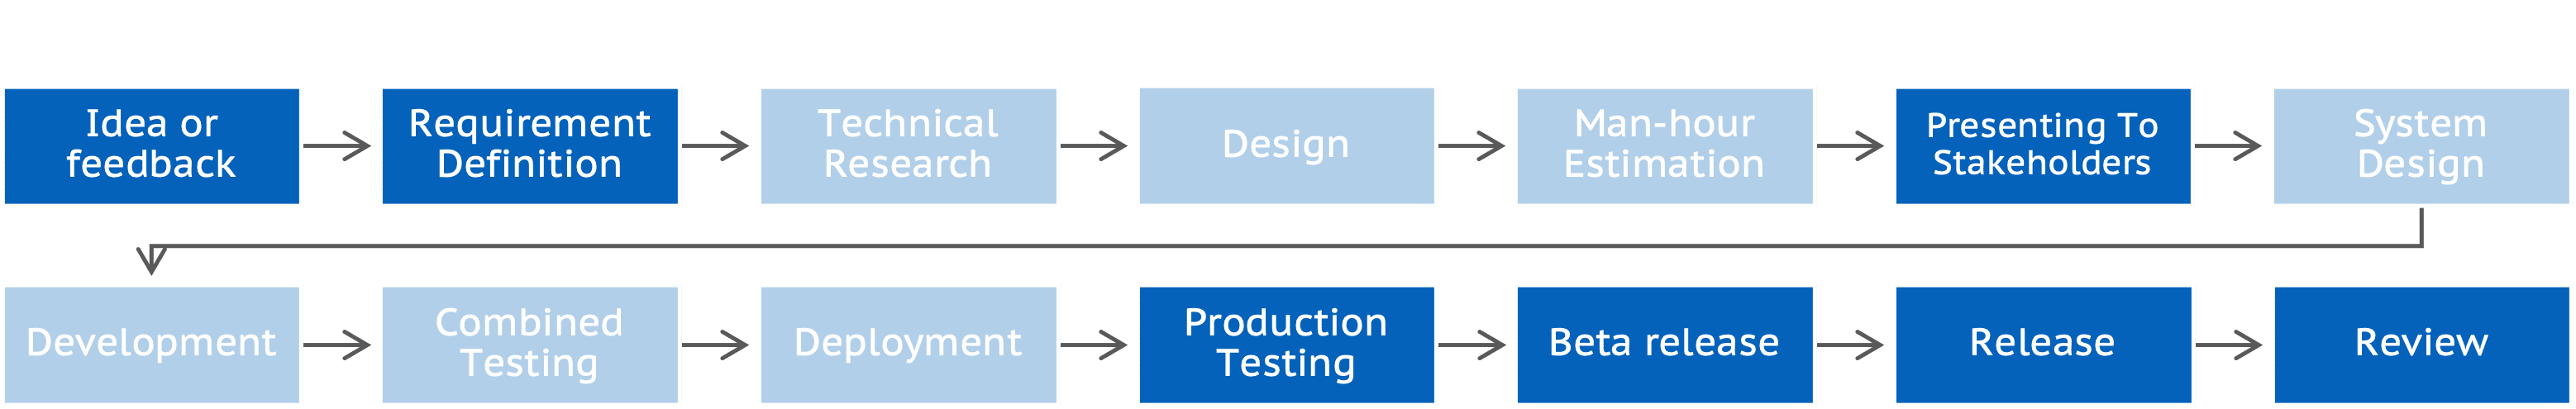 Idea or
feedback
Requirement
Definition
Technical
Research
Design
Man-hour
Estimation
Presenting To
Stakeholders
System
Design
Development
Combined
Testing
Deployment
Production
Testing
Beta release
Release
Review